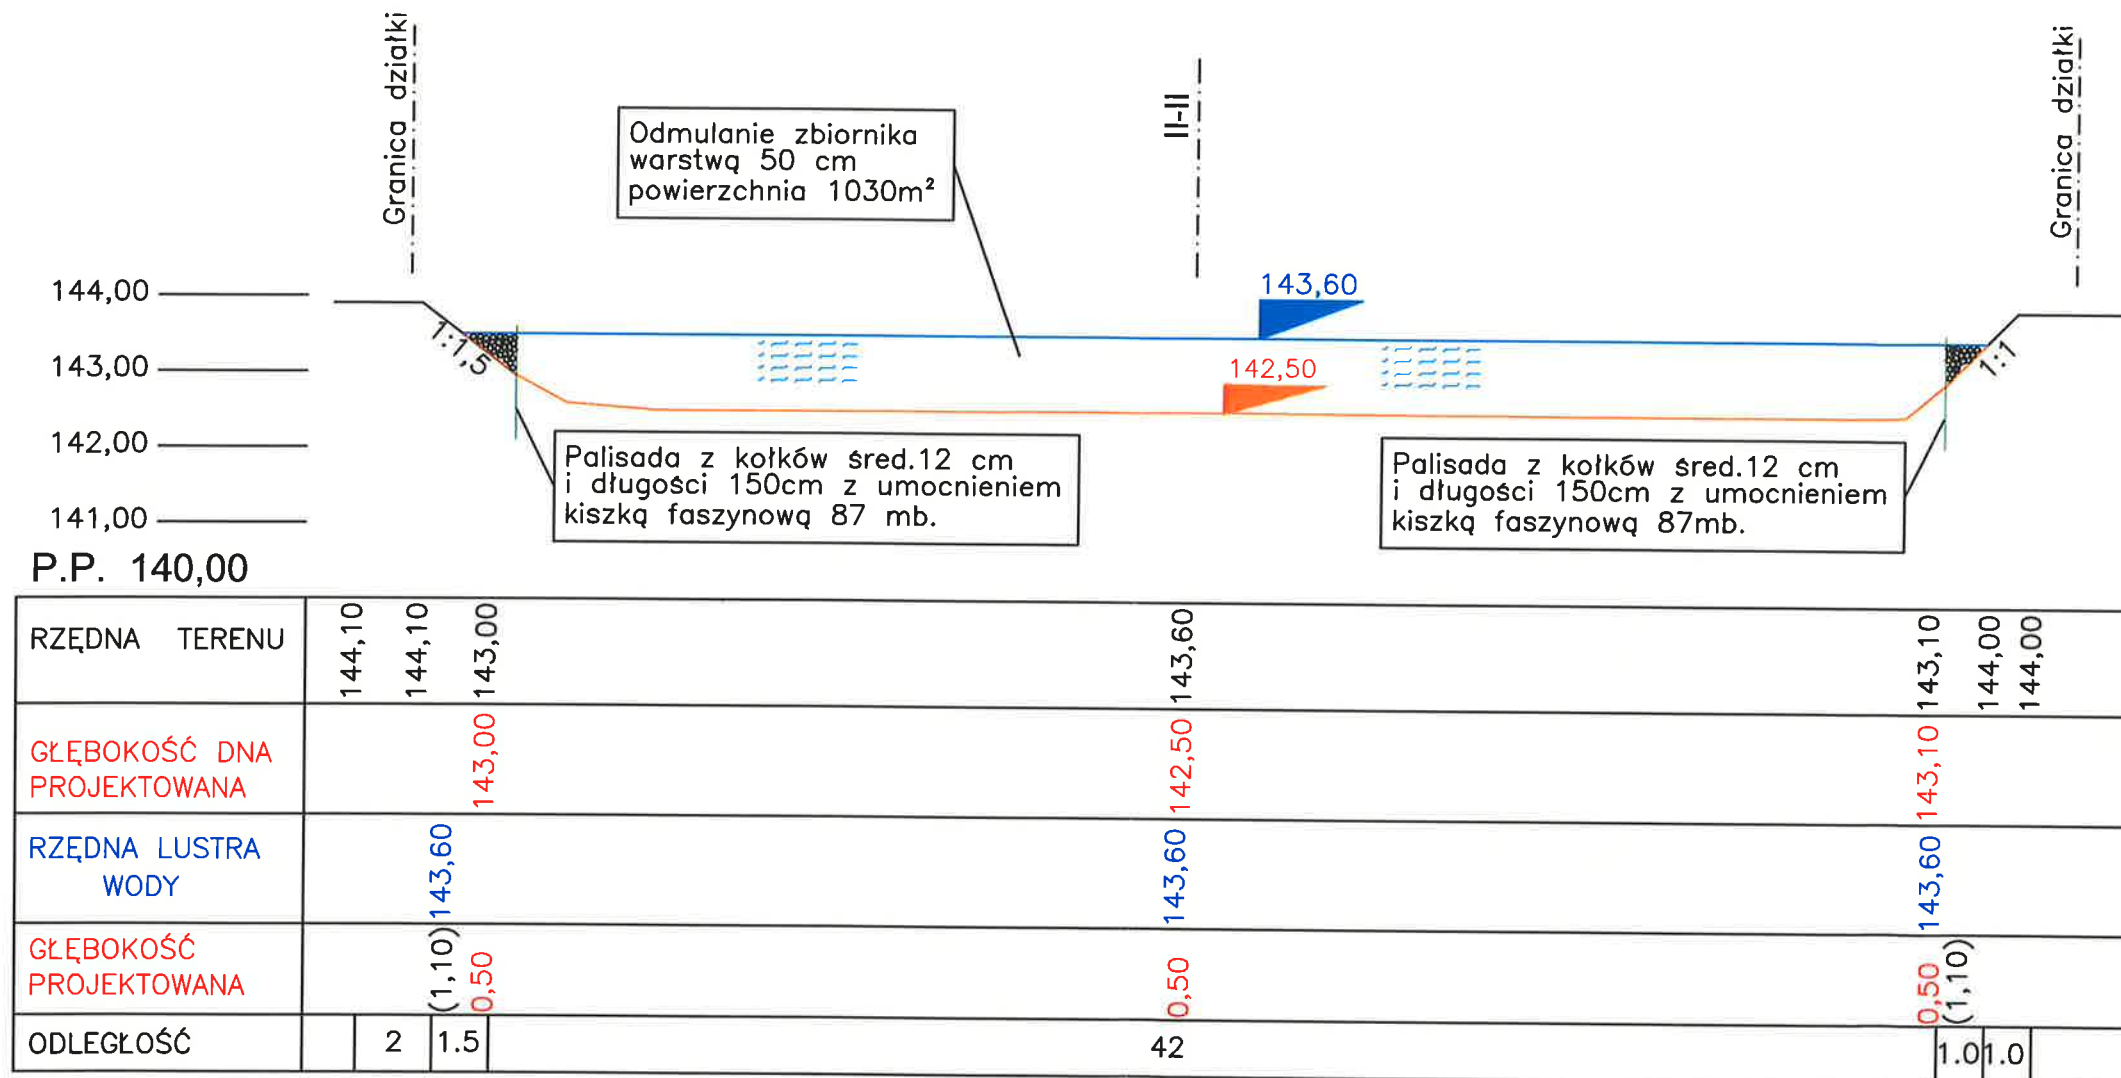 Granica działki
II-II
Granica działki
Odmulanie zbiornika
warstwą 50 cm
powierzchnia 1030m²
144,00
143,00
142,00
141,00
P.P. 140,00
1:1,5
143,60
142,50
1:1
Palisada z kołków śred.12 cm
i długości 150cm z umocnieniem
kiszką faszynową 87 mb.
Palisada z kołków śred.12 cm
i długości 150cm z umocnieniem
kiszką faszynową 87mb.
RZĘDNA TERENU
144,10
144,10
143,00
143,60
143,10
144,00
144,00
GŁĘBOKOŚĆ DNA
PROJEKTOWANA
143,00
142,50
143,10
RZĘDNA LUSTRA
WODY
143,60
143,60
143,60
GŁĘBOKOŚĆ
PROJEKTOWANA
(1,10)
0,50
0,50
0,50
(1,10)
ODLEGŁOŚĆ
2
1.5
42
1.0
1.0